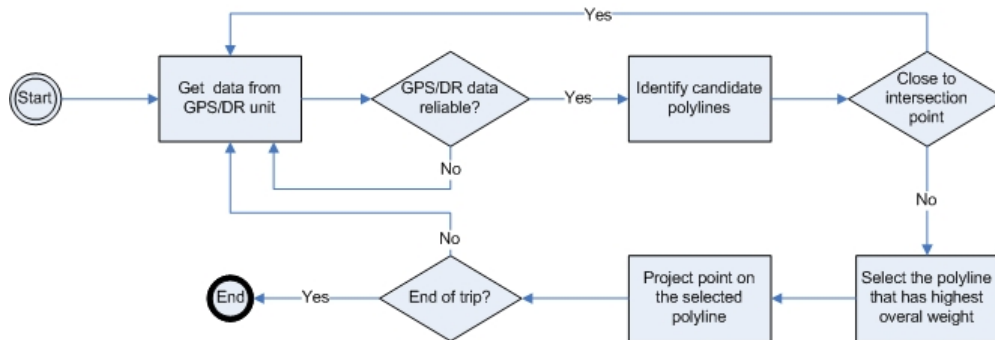 Yes
Start
Get data from
GPS/DR unit
GPS/DR data
reliable?
Yes
Identify candidate
polylines
Close to
intersection
point
No
No
No
End
Yes
End of trip?
Project point on
the selected
polyline
Select the polyline
that has highest
overal weight